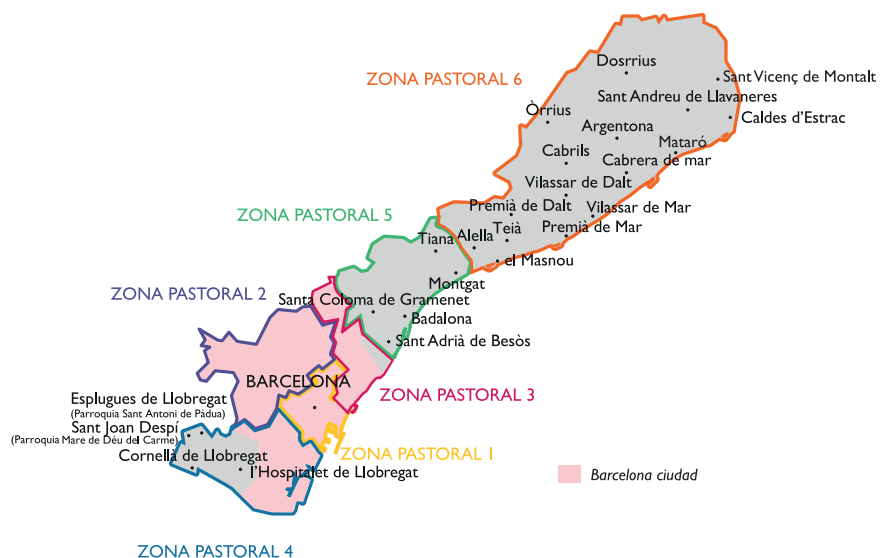 ZONA PASTORAL 6
Dosrrius
Sant Vicenç de Montalt
Sant Andreu de Llavaneres
Òrrius
Caldes d'Estrac
Argentona
Mataró
Cabrils
Cabrera de mar
Vilassar de Dalt
ZONA PASTORAL 5
Premià de Dalt
Vilassar de Mar
Teià
Premià de Mar
Tiana
Alella
el Masnou
Montgat
ZONA PASTORAL 2
Santa Coloma de Gramenet
Badalona
Sant Adrià de Besòs
BARCELONA
ZONA PASTORAL 3
Esplugues de Llobregat
(Parroquia Sant Antoni de Pàdua)
Sant Joan Despí
(Parroquia Mare de Déu del Carme)
ZONA PASTORAL 1
Cornellà de Llobregat
l'Hospitalet de Llobregat
Barcelona ciudad
ZONA PASTORAL 4